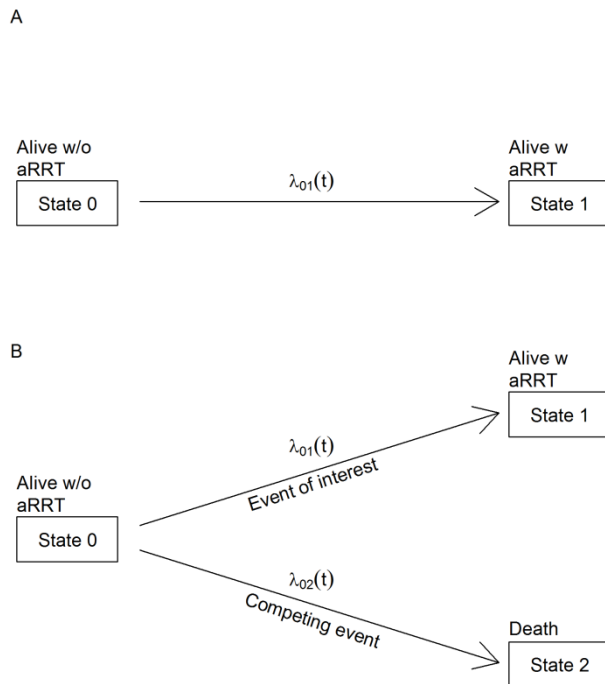 A
Alive w/o
aRRT
State 0
λ01(t)
Alive w
aRRT
State 1
B
Alive w
aRRT
State 1
λ01(t)
Event of interest
Alive w/o
aRRT
State 0
λ02(t)
Competing event
Death
State 2